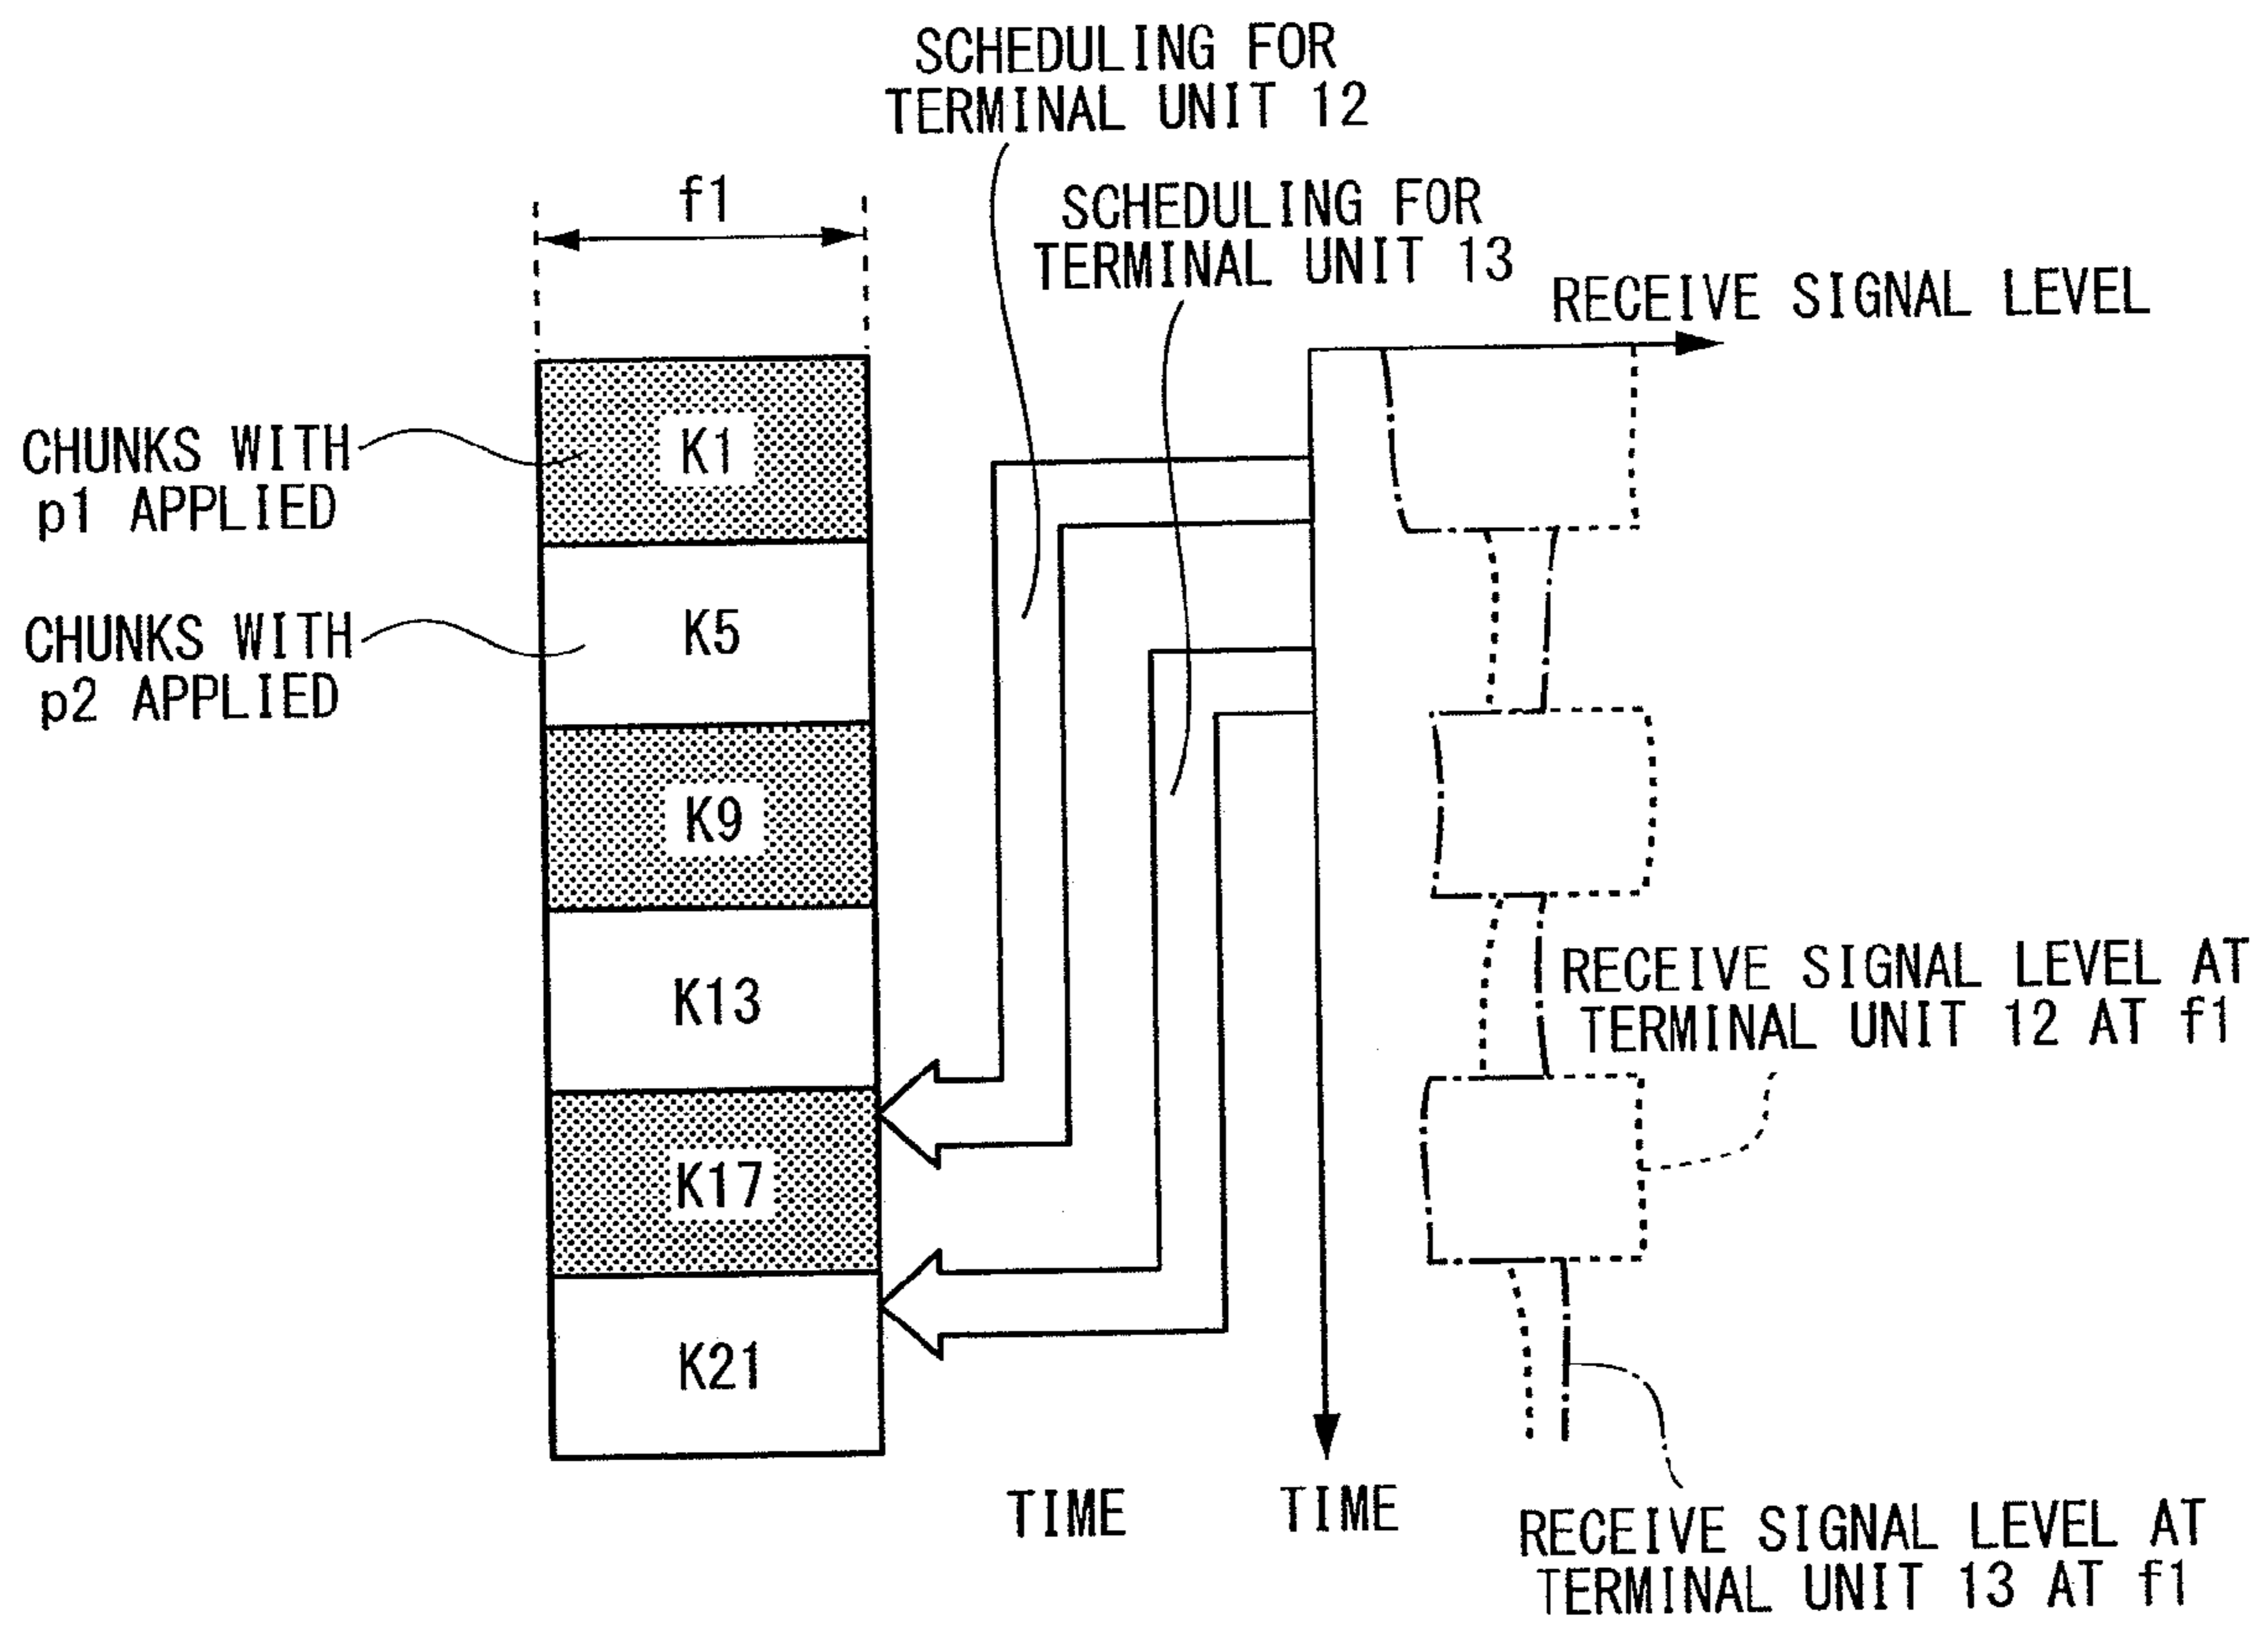 SCHEDULING FOR
TERMINAL UNIT 12
f1
SCHEDULING FOR
TERMINAL UNIT 13
RECEIVE SIGNAL LEVEL
CHUNKS WITH
p1 APPLIED
K1
CHUNKS WITH
p2 APPLIED
K5
K9
K13
RECEIVE SIGNAL LEVEL AT
TERMINAL UNIT 12 AT f1
K17
K21
TIME
TIME
RECEIVE SIGNAL LEVEL AT
TERMINAL UNIT 13 AT f1